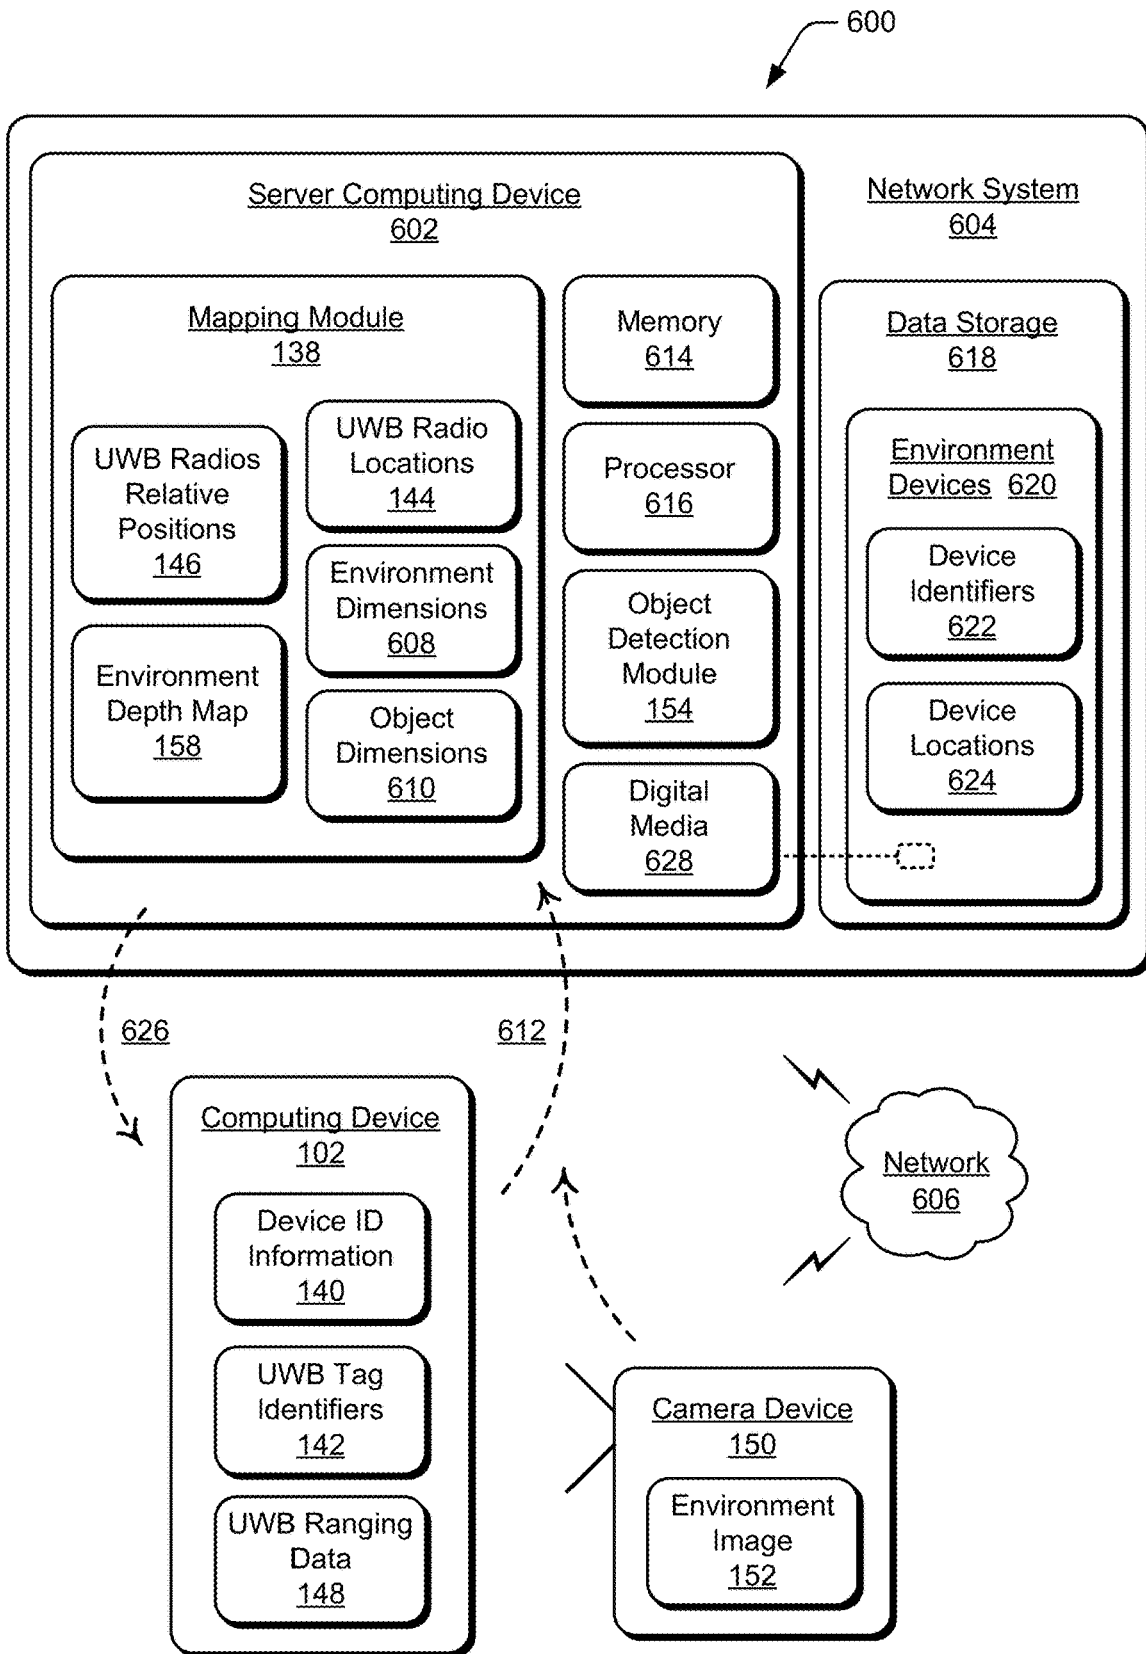 600
Server Computing Device
602
Network System
604
Mapping Module
138
UWB Radios
Relative
Positions
146
UWB Radio
Locations
144
Environment
Dimensions
608
Environment
Depth Map
158
Object
Dimensions
610
Memory
614
Processor
616
Object
Detection
Module
154
Digital
Media
628
Data Storage
618
Environment
Devices 620
Device
Identifiers
622
Device
Locations
624
626
612
Computing Device
102
Device ID
Information
140
UWB Tag
Identifiers
142
UWB Ranging
Data
148
Network
606
Camera Device
150
Environment
Image
152